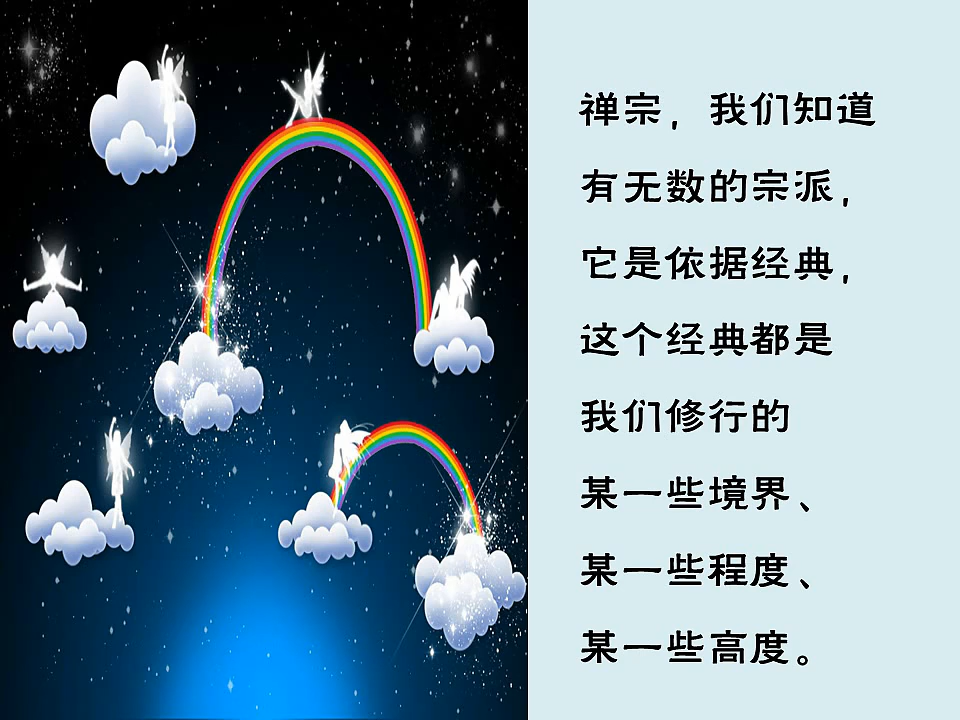 禅宗，我们知道
有无数的宗派，
它是依据经典，
这个经典都是
我们修行的
某一些境界、
某一些程度、
某一些高度。